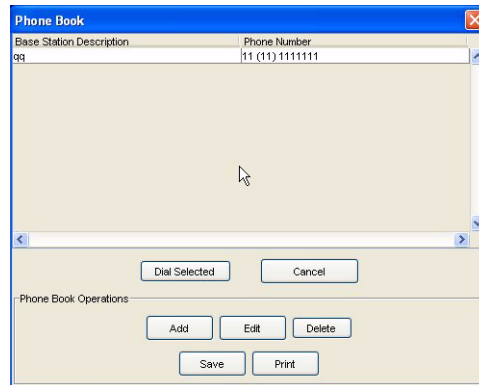 Phone Book
Base Station Description Phone Number
qq 11 (11) 1111111
Dial Selected Cancel
Phone Book Operations
Add Edit Delete
Save Print